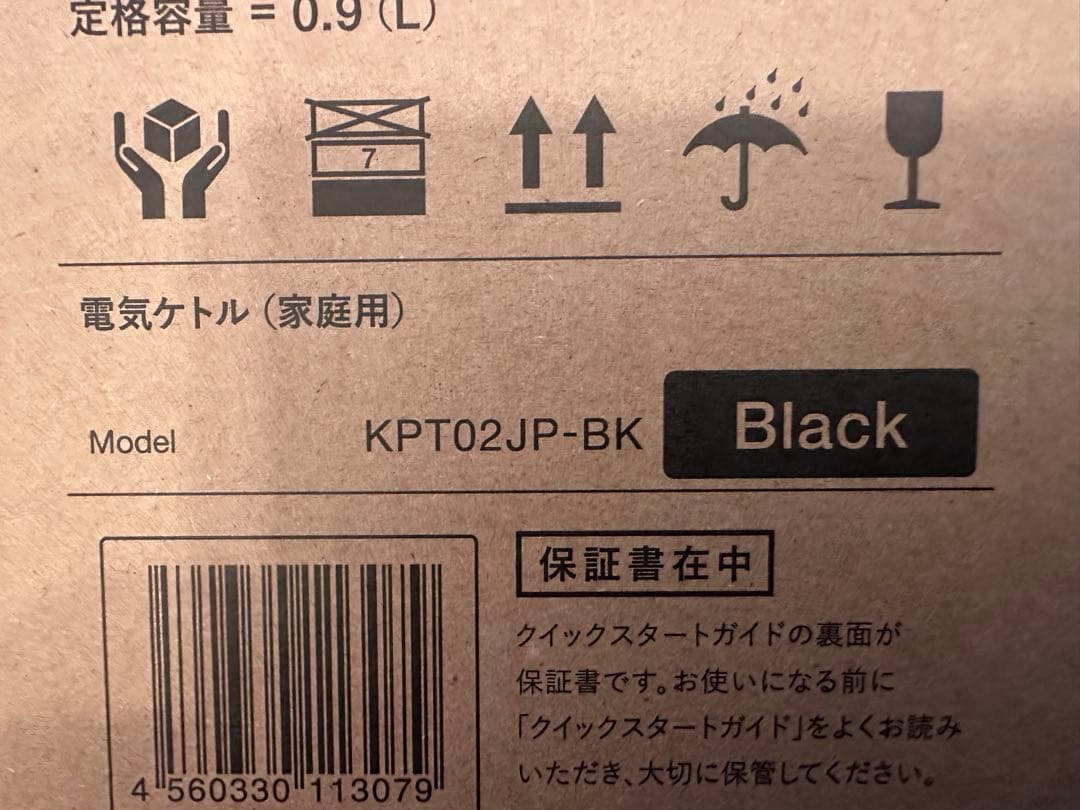 定格容量 = 0.9（L）
7
電気ケトル（家庭用）
Model KPT02JP-BK Black
保証書在中
クイックスタートガイドの裏面が
保証書です。お使いになる前に
「クイックスタートガイド」をよくお読み
いただき、大切に保管してください。
4 560330 113079